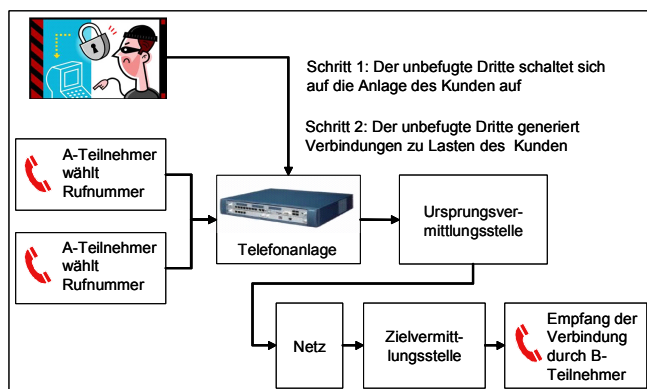 Schritt 1: Der unbefugte Dritte schaltet sich
auf die Anlage des Kunden auf
Schritt 2: Der unbefugte Dritte generiert
Verbindungen zu Lasten des Kunden
A-Teilnehmer
wählt
Rufnummer
A-Teilnehmer
wählt
Rufnummer
Telefonanlage
Ursprungsver-
mittlungsstelle
Netz
Zielvermitt-
lungsstelle
Empfang der
Verbindung
durch B-
Teilnehmer